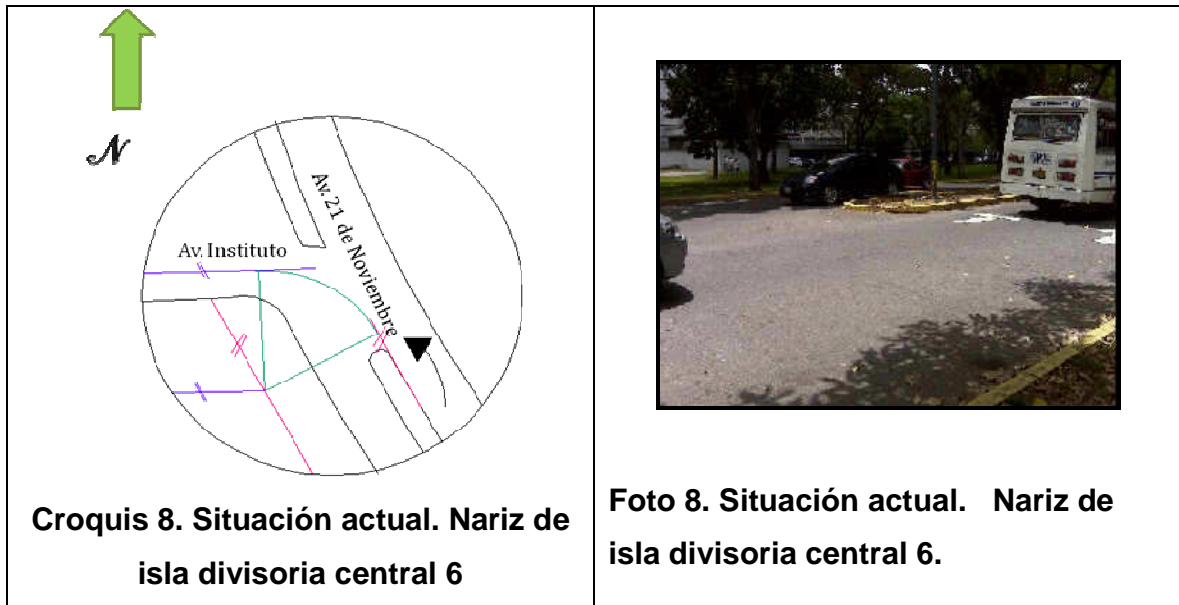 N
Av. Instituto
Av. 21 de Noviembre
Croquis 8. Situación actual. Nariz de
isla divisoria central 6
Foto 8. Situación actual. Nariz de
isla divisoria central 6.